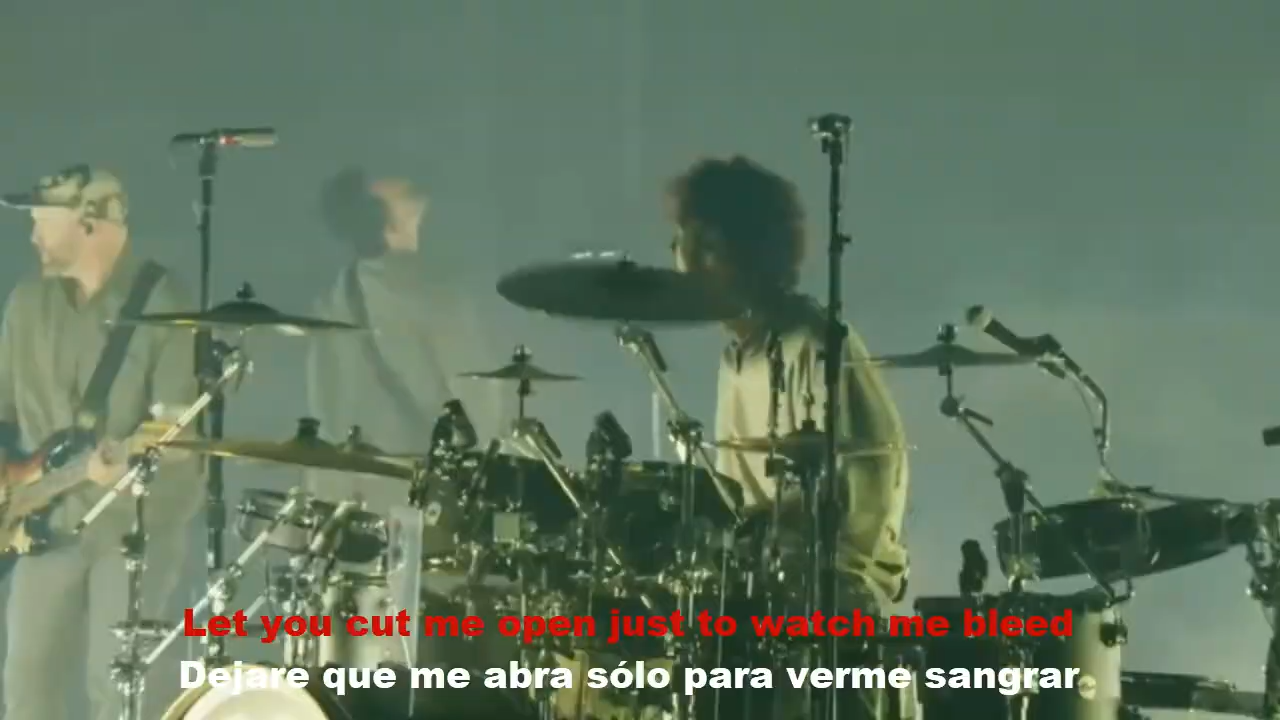 Let you cut me open just to watch me bleed
Dejare que me abra sólo para verme sangrar